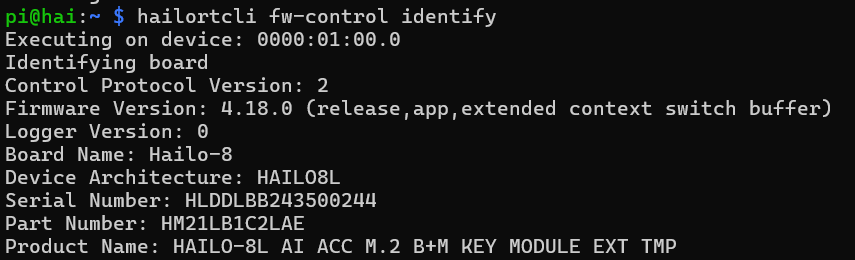 pi@hai:~ $ hailortcli fw-control identify
Executing on device: 0000:01:00.0
Identifying board
Control Protocol Version: 2
Firmware Version: 4.18.0 (release,app,extended context switch buffer)
Logger Version: 0
Board Name: Hailo-8
Device Architecture: HAILO8L
Serial Number: HLDDLBB243500244
Part Number: HM21LB1C2LAE
Product Name: HAILO-8L AI ACC M.2 B+M KEY MODULE EXT TMP